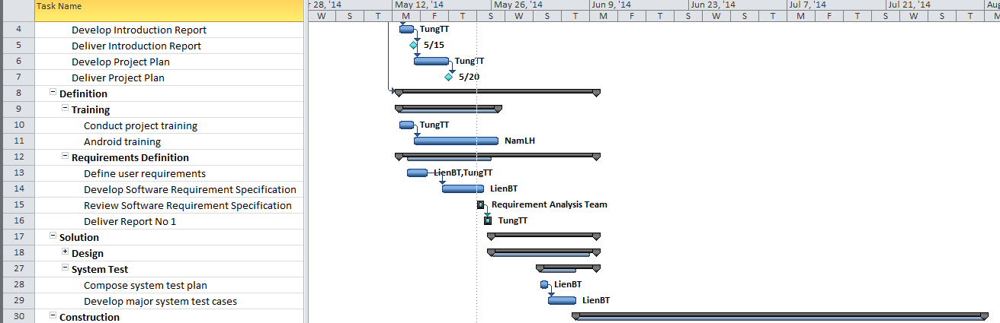 Task Name
r 28, '14 May 12, '14 May 26, '14 Jun 9, '14 Jun 23, '14 Jul 7, '14 Jul 21, '14 Aug
W S T M F T S W S T M F T S W S T M F T S W S T M
4 Develop Introduction Report TungTT
5 Deliver Introduction Report 5/15
6 Develop Project Plan TungTT
7 Deliver Project Plan 5/20
8 Definition
9 Training
10 Conduct project training TungTT
11 Android training NamLH
12 Requirements Definition
13 Define user requirements LienBT,TungTT
14 Develop Software Requirement Specification LienBT
15 Review Software Requirement Specification Requirement Analysis Team
16 Deliver Report No 1 TungTT
17 Solution
18 Design
27 System Test
28 Compose system test plan LienBT
29 Develop major system test cases LienBT
30 Construction